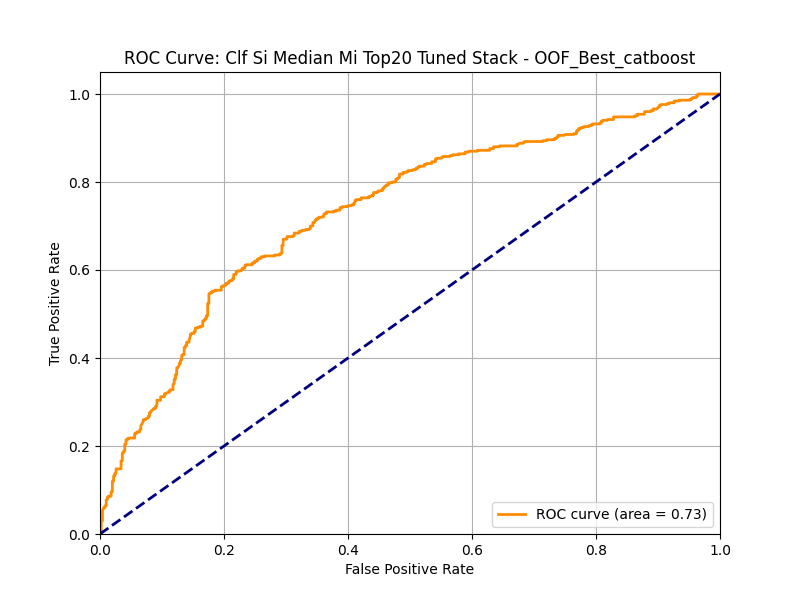 ROC Curve: Clf Si Median Mi Top20 Tuned Stack - OOF_Best_catboost
True Positive Rate
1.0
0.8
0.6
0.4
0.2
0.0
ROC curve (area = 0.73)
0.0 0.2 0.4 0.6 0.8 1.0
False Positive Rate